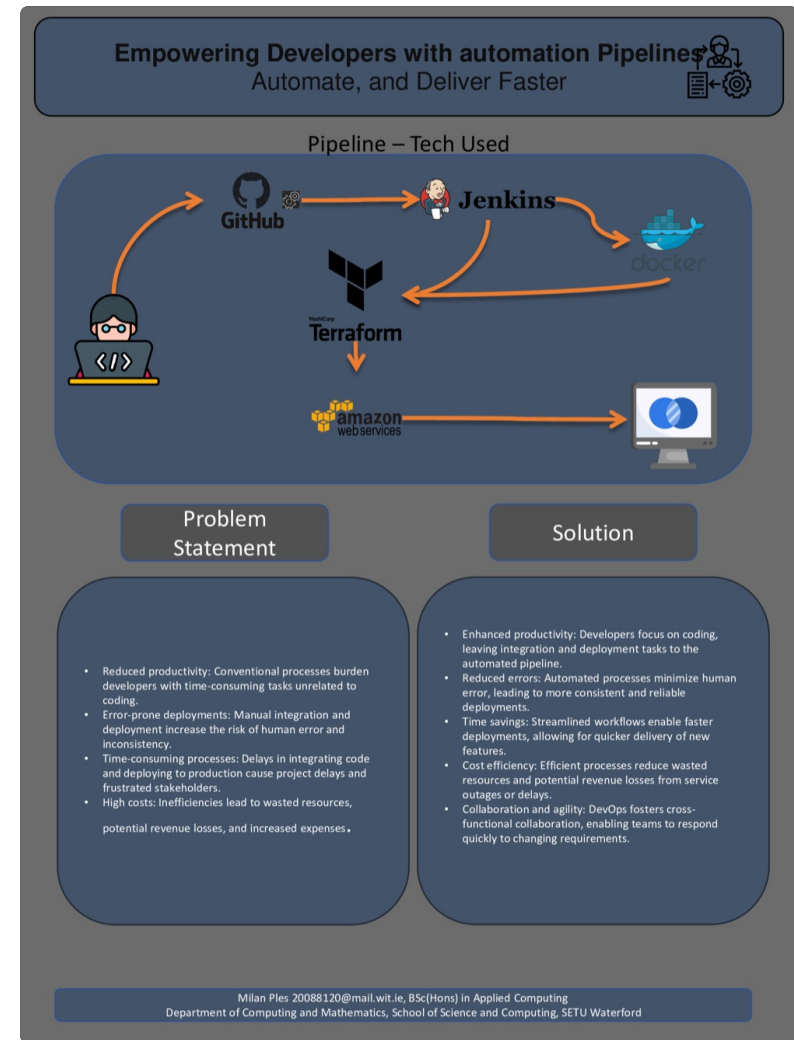 Empowering Developers with automation Pipelines
Automate, and Deliver Faster
Pipeline – Tech Used
GitHub
Jenkins
docker
HashiCorp
Terraform
amazon
webservices
</>
Problem
Statement
Solution
• Reduced productivity: Conventional processes burden
developers with time-consuming tasks unrelated to
coding.
• Error-prone deployments: Manual integration and
deployment increase the risk of human error and
inconsistency.
• Time-consuming processes: Delays in integrating code
and deploying to production cause project delays and
frustrated stakeholders.
• High costs: Inefficiencies lead to wasted resources,
potential revenue losses, and increased expenses.
• Enhanced productivity: Developers focus on coding,
leaving integration and deployment tasks to the
automated pipeline.
• Reduced errors: Automated processes minimize human
error, leading to more consistent and reliable
deployments.
• Time savings: Streamlined workflows enable faster
deployments, allowing for quicker delivery of new
features.
• Cost efficiency: Efficient processes reduce wasted
resources and potential revenue losses from service
outages or delays.
• Collaboration and agility: DevOps fosters cross-
functional collaboration, enabling teams to respond
quickly to changing requirements.
Milan Ples 20088120@mail.wit.ie, BSc(Hons) in Applied Computing
Department of Computing and Mathematics, School of Science and Computing, SETU Waterford